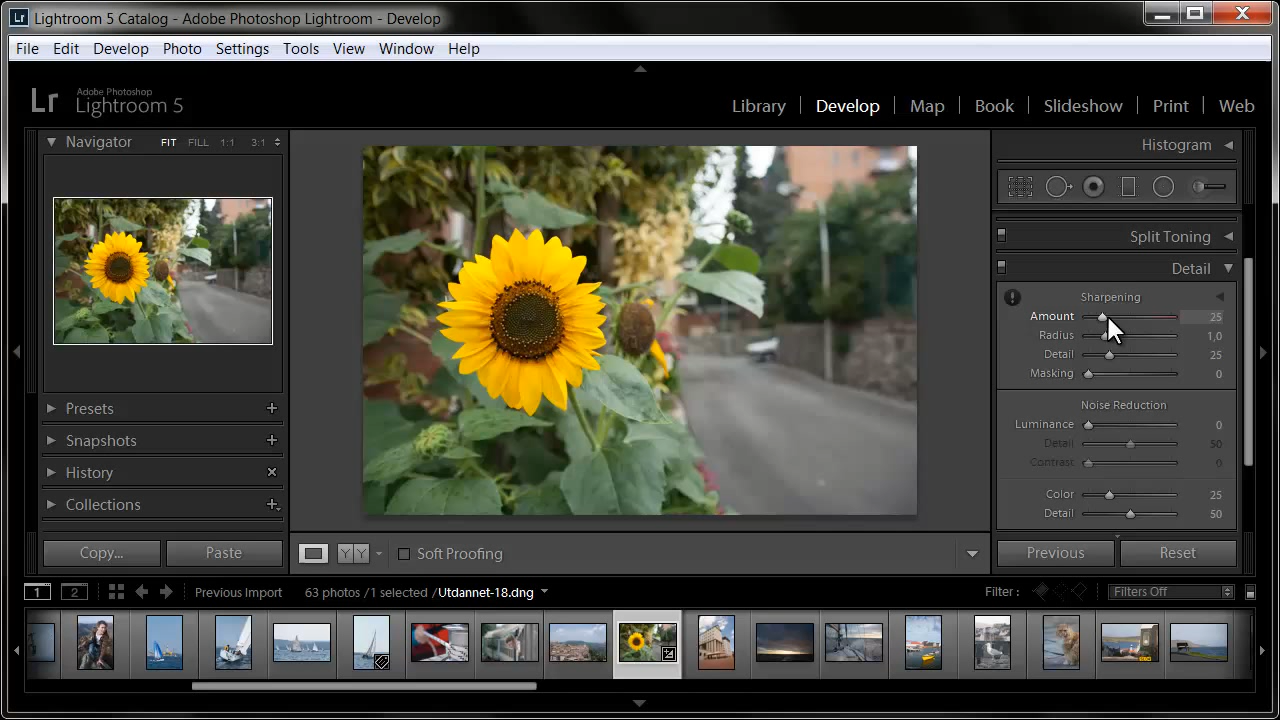 Lr Lightroom 5 Catalog - Adobe Photoshop Lightroom - Develop
File Edit Develop Photo Settings Tools View Window Help
Lr Adobe Photoshop
Lightroom 5
Library Develop Map Book Slideshow Print Web
Navigator FIT FILL 1:1 3:1
Presets
Snapshots
History
Collections
Copy... Paste
YY Soft Proofing
Histogram
Split Toning
Detail
Sharpening
Amount 25
Radius 1,0
Detail 25
Masking 0
Noise Reduction
Luminance 0
Detail 50
Contrast 0
Color 25
Detail 50
Previous Reset
1 2 Previous Import 63 photos /1 selected /Utdannet-18.dng Filter : Filters Off